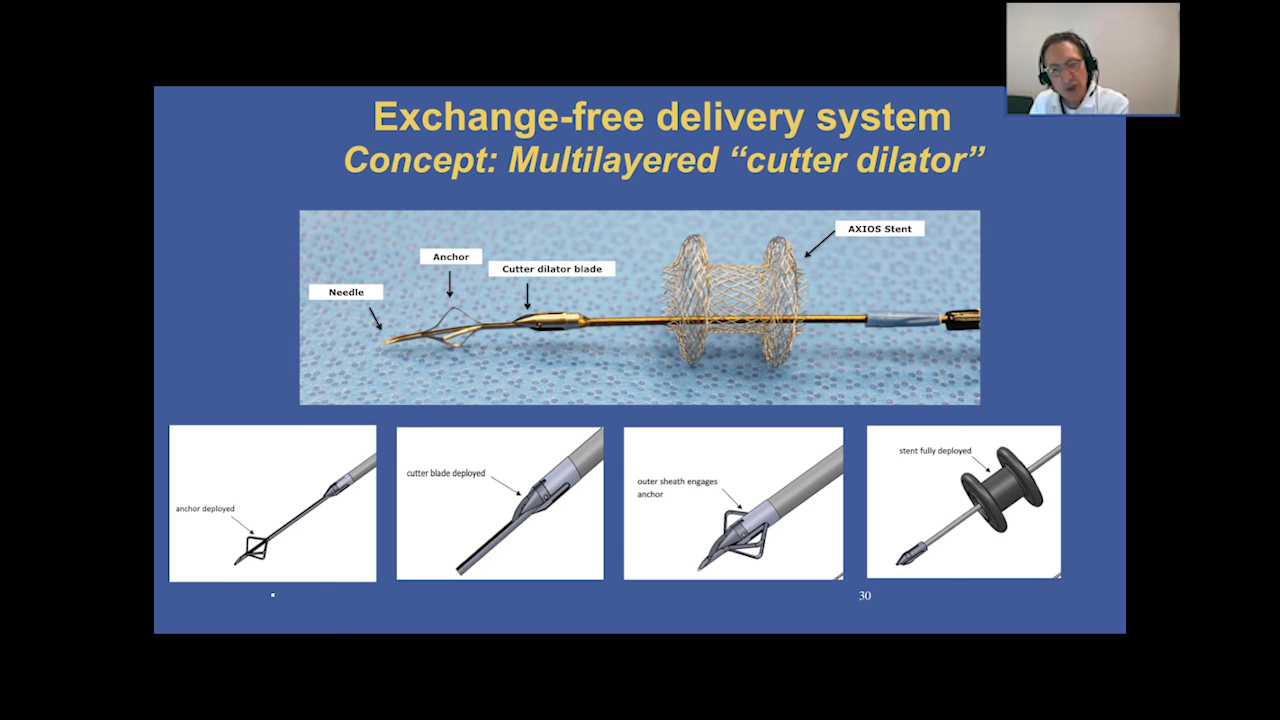 Exchange-free delivery system
Concept: Multilayered “cutter dilator”
AXIOS Stent
Anchor
Cutter dilator blade
Needle
anchor deployed
cutter blade deployed
outer sheath engages
anchor
stent fully deployed
30